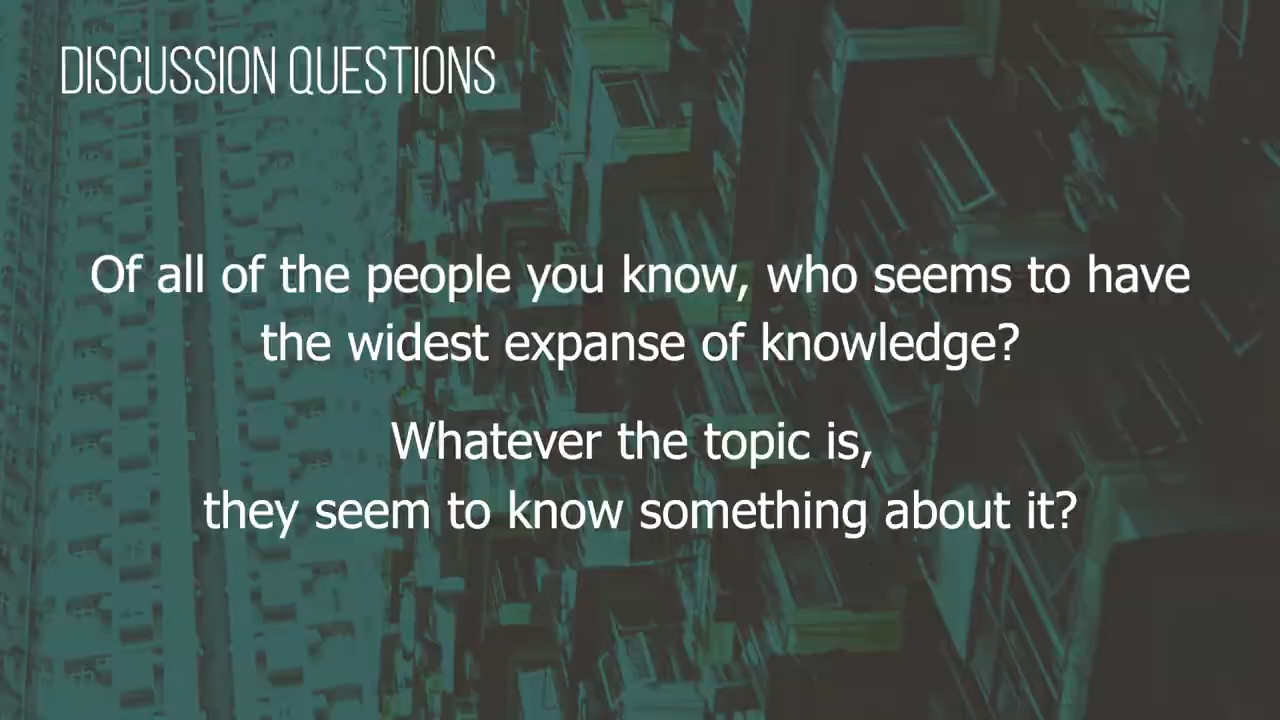 DISCUSSION QUESTIONS
Of all of the people you know, who seems to have
the widest expanse of knowledge?
Whatever the topic is,
they seem to know something about it?